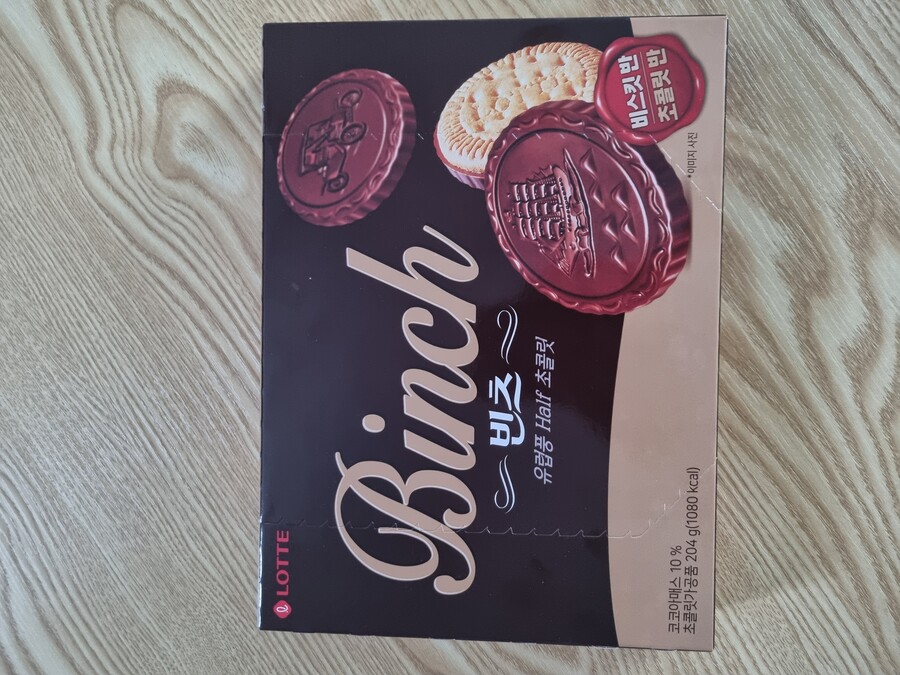 LOTTE
Binch
빈츠
유럽풍 Half 초콜릿
비스킷 반
초콜릿 반
*이미지 사진
코코아매스 10 %
초콜릿가공품 204 g(1080 kcal)